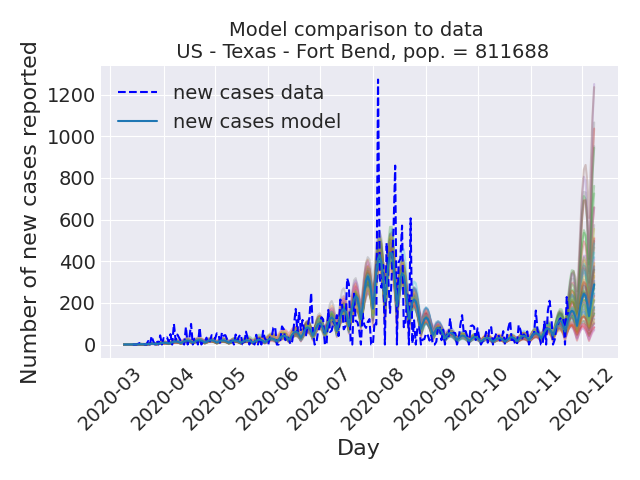 Model comparison to data
US - Texas - Fort Bend, pop. = 811688
Number of new cases reported
1200
1000
800
600
400
200
0
new cases data
new cases model
2020-03
2020-04
2020-05
2020-06
2020-07
2020-08
2020-09
2020-10
2020-11
2020-12
Day